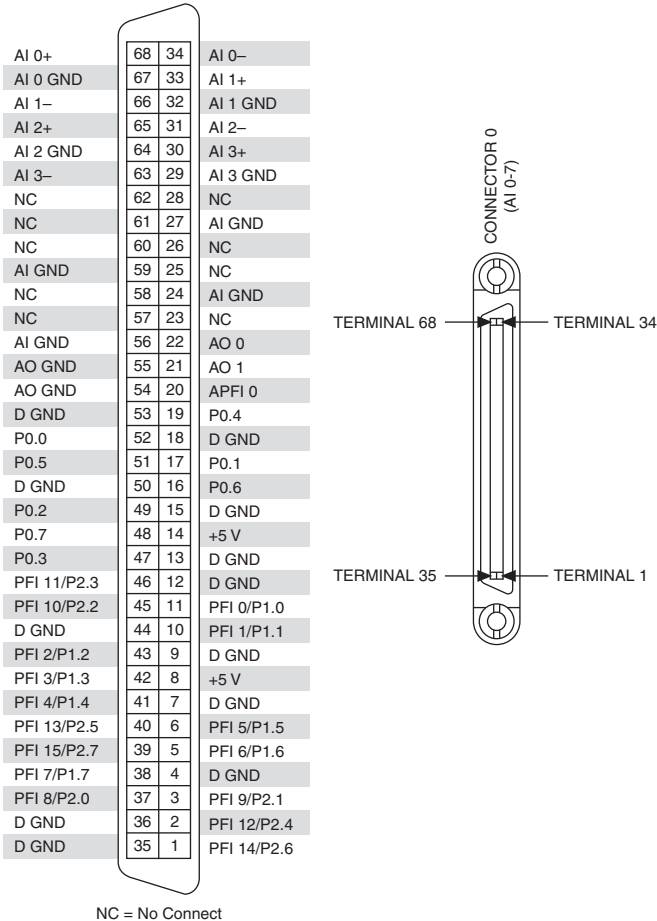 AI 0+ 68 34 AI 0–
AI 0 GND 67 33 AI 1+
AI 1– 66 32 AI 1 GND
AI 2+ 65 31 AI 2–
AI 2 GND 64 30 AI 3+
AI 3– 63 29 AI 3 GND
NC 62 28 NC
NC 61 27 AI GND
NC 60 26 NC
AI GND 59 25 NC
NC 58 24 AI GND
NC 57 23 NC
AI GND 56 22 AO 0
AO GND 55 21 AO 1
AO GND 54 20 APFI 0
D GND 53 19 P0.4
P0.0 52 18 D GND
P0.5 51 17 P0.1
D GND 50 16 P0.6
P0.2 49 15 D GND
P0.7 48 14 +5 V
P0.3 47 13 D GND
PFI 11/P2.3 46 12 D GND
PFI 10/P2.2 45 11 PFI 0/P1.0
D GND 44 10 PFI 1/P1.1
PFI 2/P1.2 43 9 D GND
PFI 3/P1.3 42 8 +5 V
PFI 4/P1.4 41 7 D GND
PFI 13/P2.5 40 6 PFI 5/P1.5
PFI 15/P2.7 39 5 PFI 6/P1.6
PFI 7/P1.7 38 4 D GND
PFI 8/P2.0 37 3 PFI 9/P2.1
D GND 36 2 PFI 12/P2.4
D GND 35 1 PFI 14/P2.6
NC = No Connect
CONNECTOR 0
(AI 0-7)
TERMINAL 68 TERMINAL 34
TERMINAL 35 TERMINAL 1